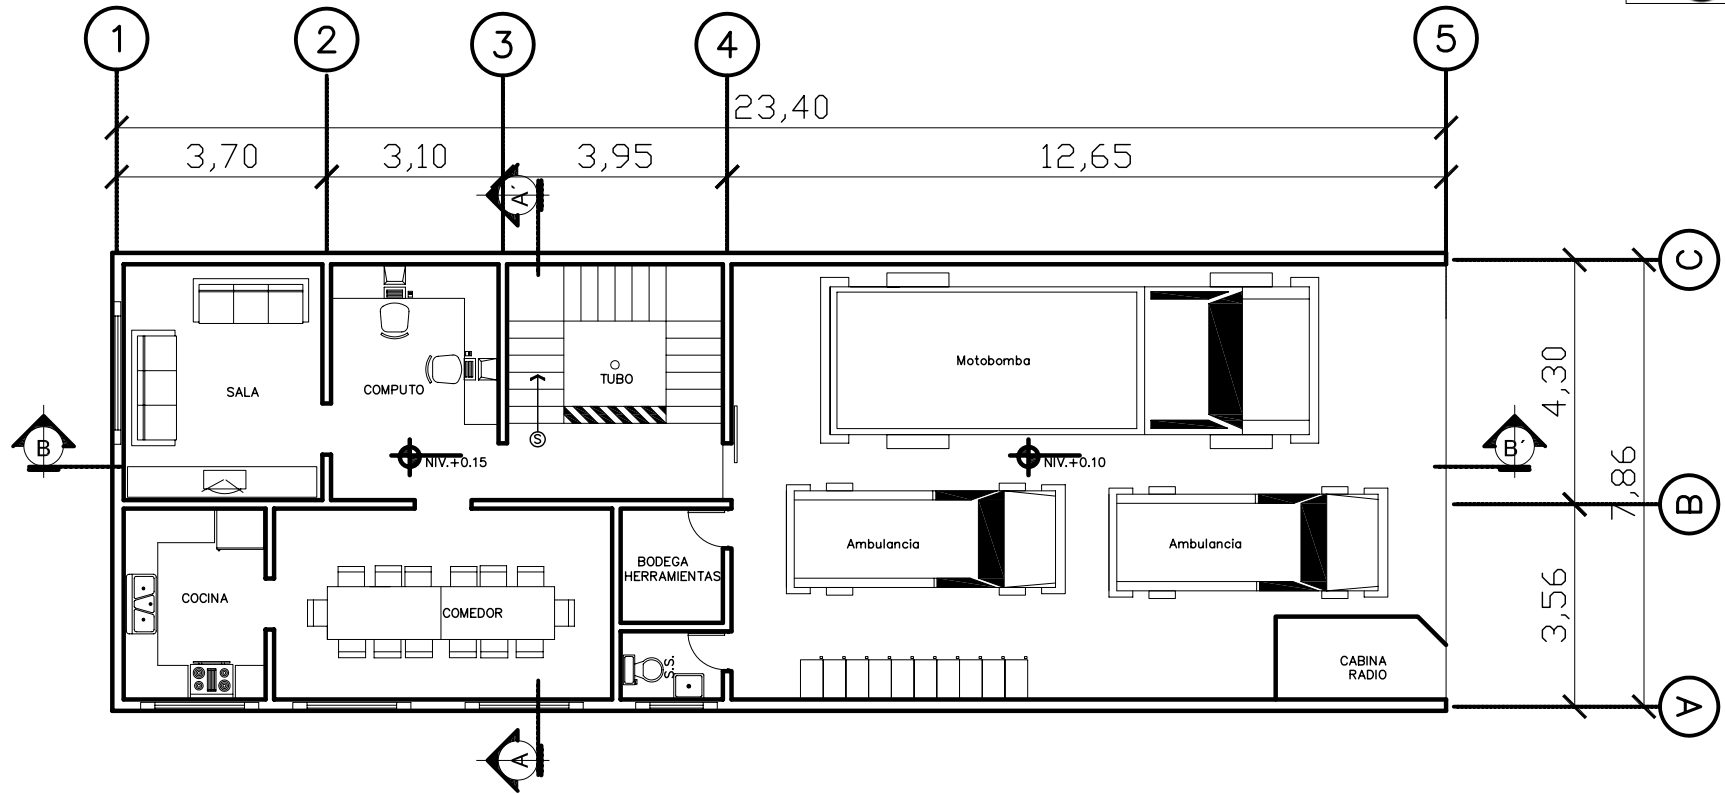 1
2
3
4
5
23,40
3,70
3,10
3,95
12,65
A´
C
SALA
COMPUTO
TUBO
Motobomba
4,30
S
B
NIV.+0.15
NIV.+0.10
B´
7,86
B
BODEGA
HERRAMIENTAS
Ambulancia
Ambulancia
COCINA
COMEDOR
3,56
S.S.
CABINA
RADIO
A
A